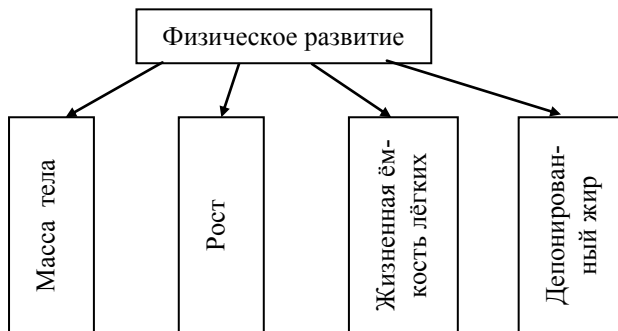 Физическое развитие
Масса тела
Рост
Жизненная ём-
кость лёгких
Депонирован-
ный жир